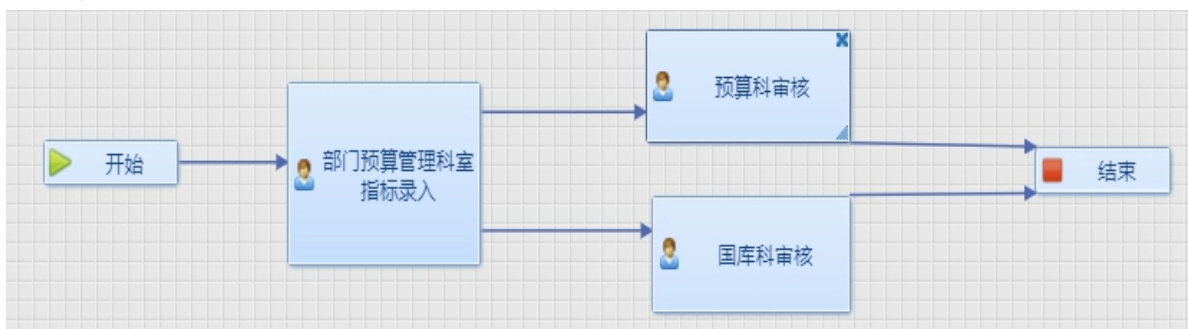 开始
部门预算管理科室
指标录入
预算科审核
国库科审核
结束